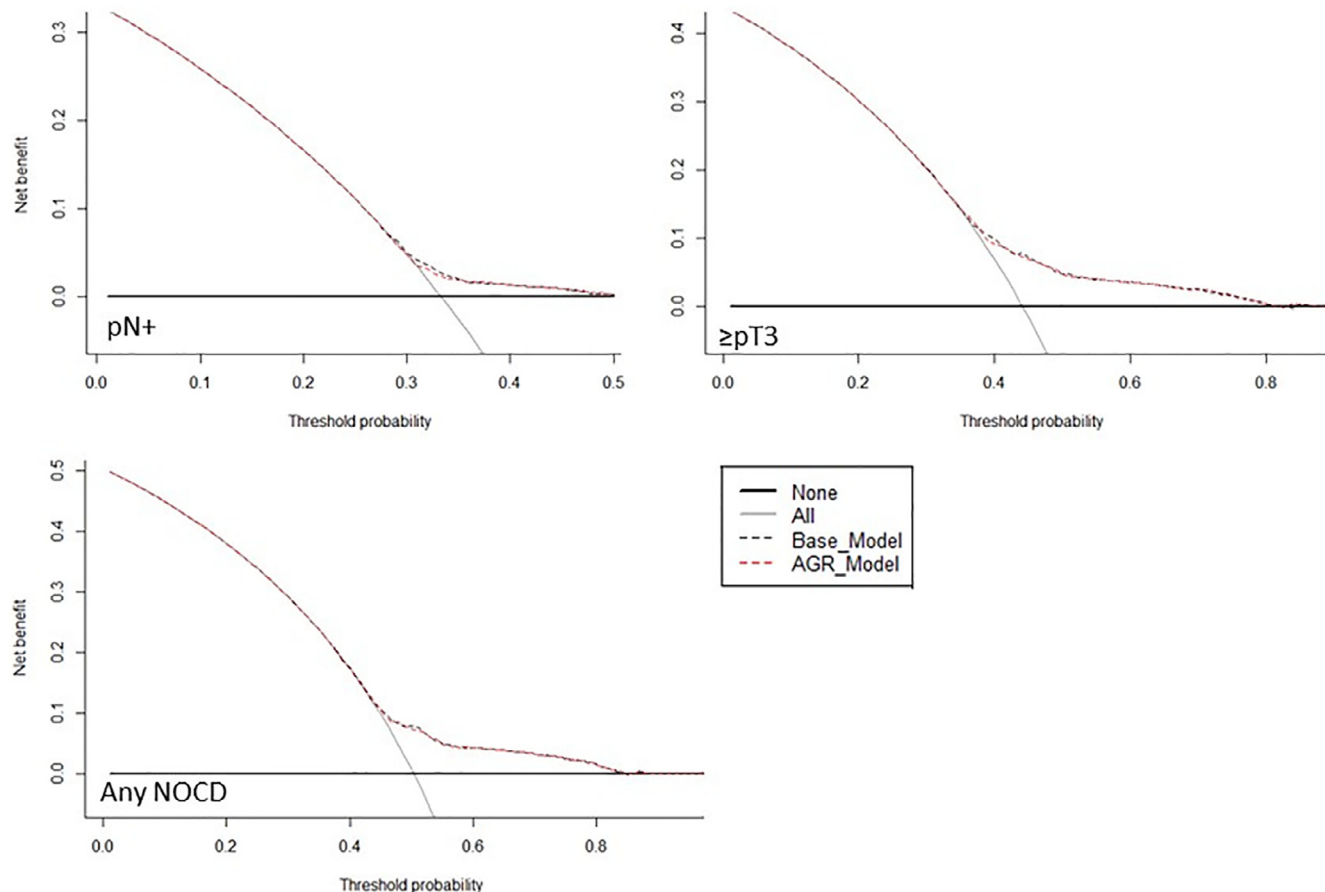 0.3
0.2
0.1
0.0
Net benefit
pN+
0.0 0.1 0.2 0.3 0.4 0.5
Threshold probability
0.4
0.3
0.2
0.1
0.0
≥pT3
0.0 0.2 0.4 0.6 0.8
Threshold probability
0.5
0.4
0.3
0.2
0.1
0.0
Net benefit
Any NOCD
0.0 0.2 0.4 0.6 0.8
Threshold probability
None
All
Base_Model
AGR_Model